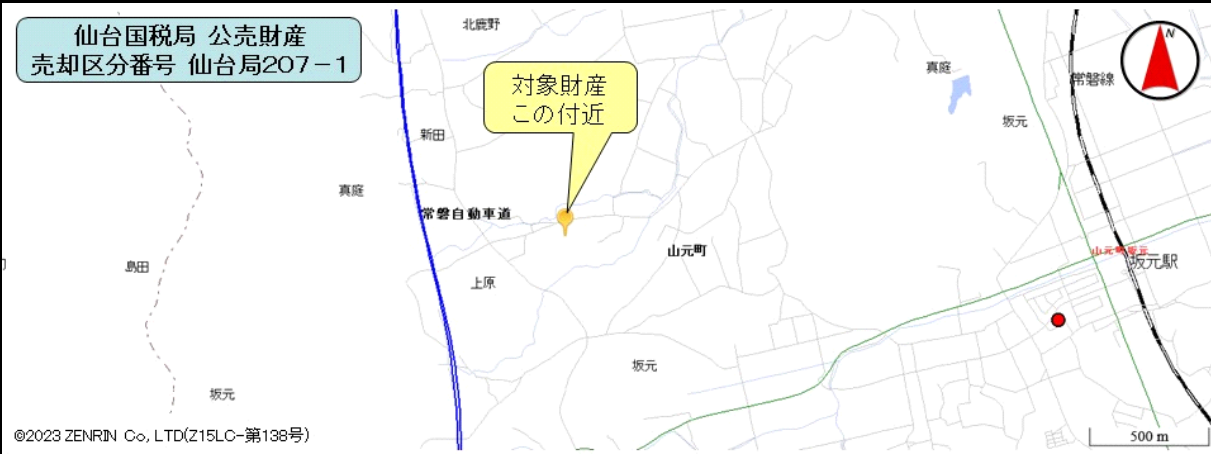 仙台国税局 公売財産
売却区分番号 仙台局207-1
北鹿野
対象財産
この付近
真庭
N
常磐線
坂元
新田
真庭
常磐自動車道
山元町
坂元駅
島田
上原
坂元
坂元
©2023 ZENRIN Co., LTD(Z15LC-第138号)
500 m